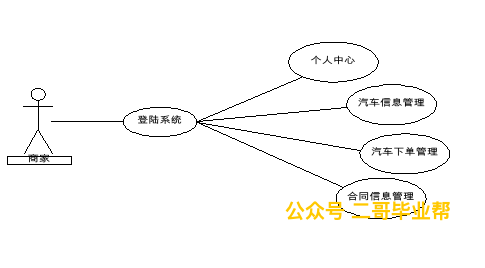 个人中心
汽车信息管理
登陆系统
汽车下单管理
商家
合同信息管理
公众号 二哥毕业帮